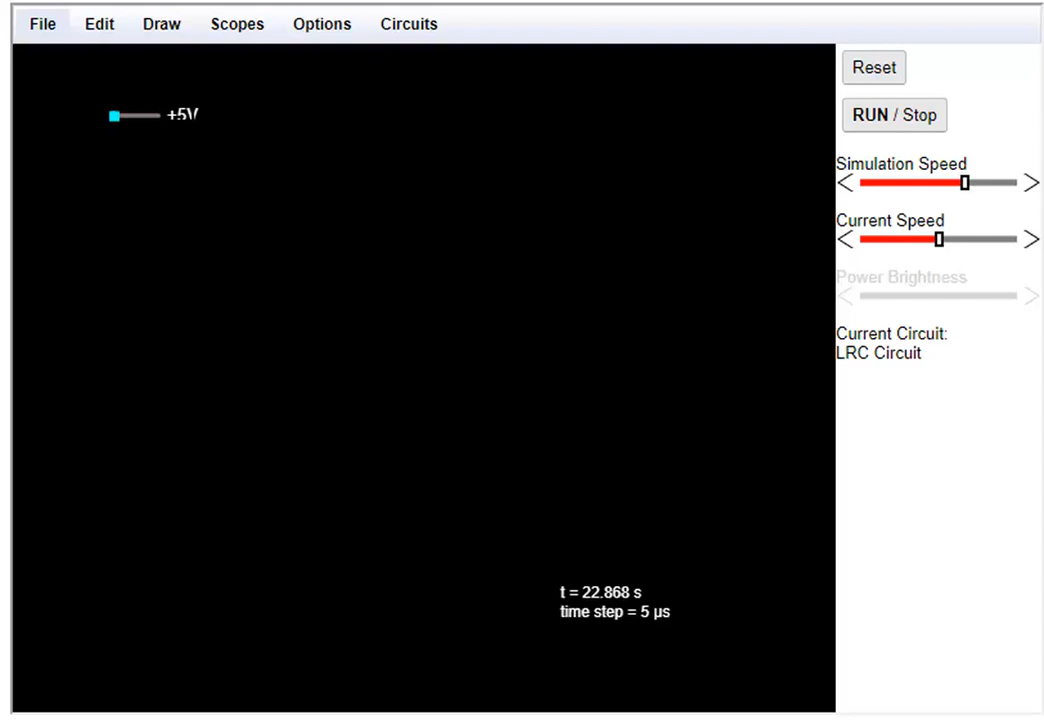 File Edit Draw Scopes Options Circuits
Reset
+5V
RUN / Stop
Simulation Speed
Current Speed
Power Brightness
Current Circuit:
LRC Circuit
t = 22.868 s
time step = 5 µs